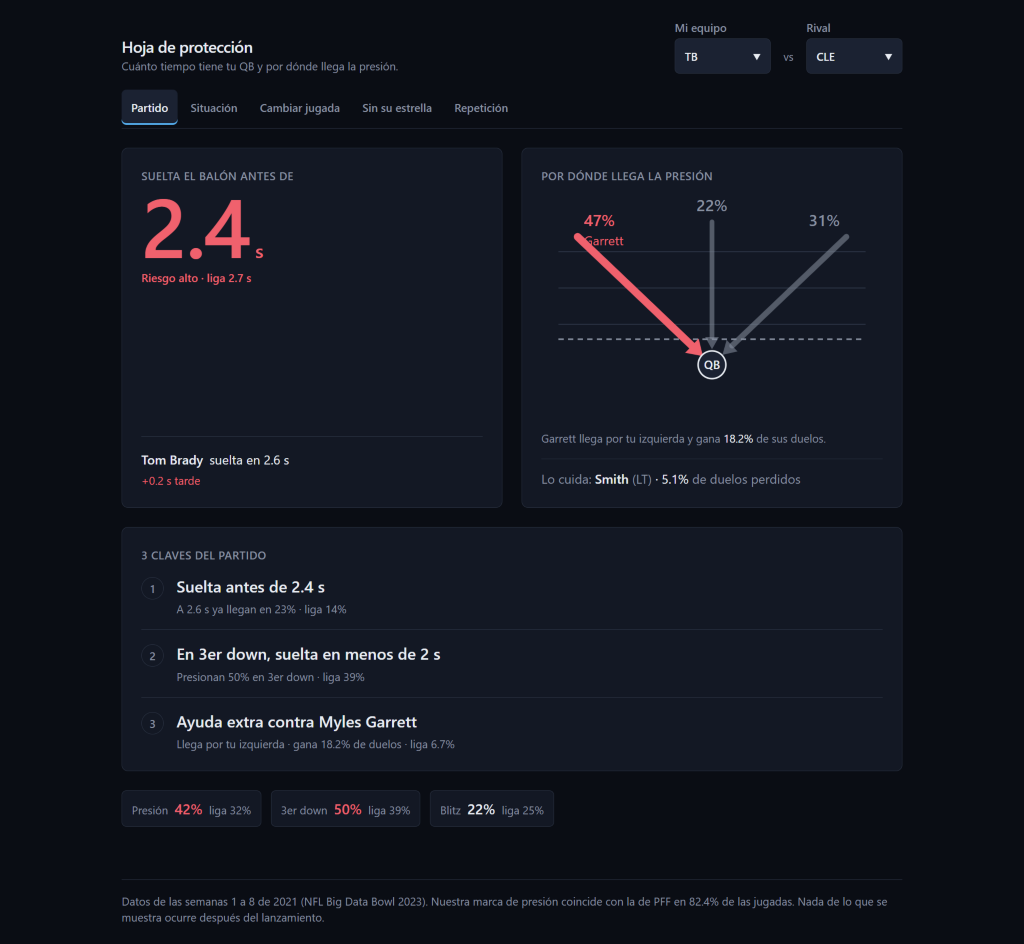 Hoja de protección
Cuánto tiempo tiene tu QB y por dónde llega la presión.
Mi equipo
TB
vs
Rival
CLE
Partido
Situación
Cambiar jugada
Sin su estrella
Repetición
SUELTA EL BALÓN ANTES DE
2.4 s
Riesgo alto · liga 2.7 s
Tom Brady suelta en 2.6 s
+0.2 s tarde
POR DÓNDE LLEGA LA PRESIÓN
22%
47%
31%
Garrett
QB
Garrett llega por tu izquierda y gana 18.2% de sus duelos.
Lo cuida: Smith (LT) · 5.1% de duelos perdidos
3 CLAVES DEL PARTIDO
1
Suelta antes de 2.4 s
A 2.6 s ya llegan en 23% · liga 14%
2
En 3er down, suelta en menos de 2 s
Presionan 50% en 3er down · liga 39%
3
Ayuda extra contra Myles Garrett
Llega por tu izquierda · gana 18.2% de duelos · liga 6.7%
Presión 42% liga 32%
3er down 50% liga 39%
Blitz 22% liga 25%
Datos de las semanas 1 a 8 de 2021 (NFL Big Data Bowl 2023). Nuestra marca de presión coincide con la de PFF en 82.4% de las jugadas. Nada de lo que se
muestra ocurre después del lanzamiento.